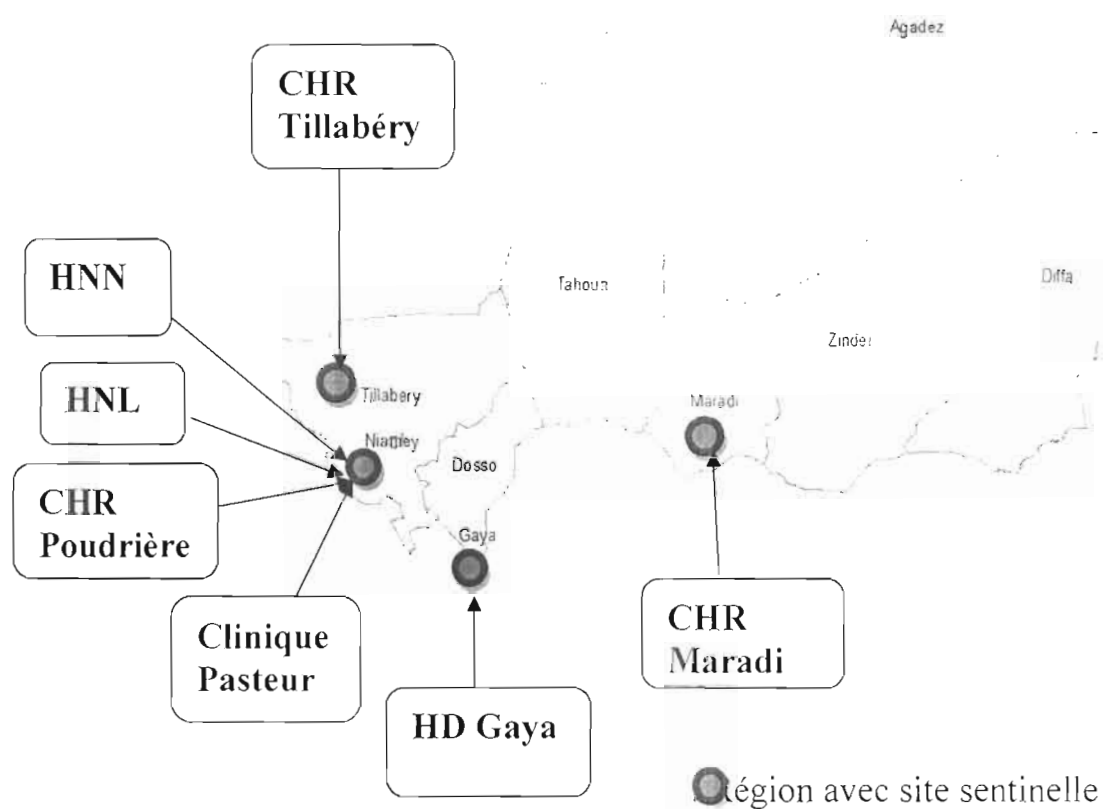 Agadez
CHR
Tillabéry
HNN
Tahoua
Diffa
Zinder
HNL
Tillabery
Maradi
Niamey
CHR
Poudrière
Dosso
Gaya
Clinique
Pasteur
CHR
Maradi
HD Gaya
Région avec site sentinelle